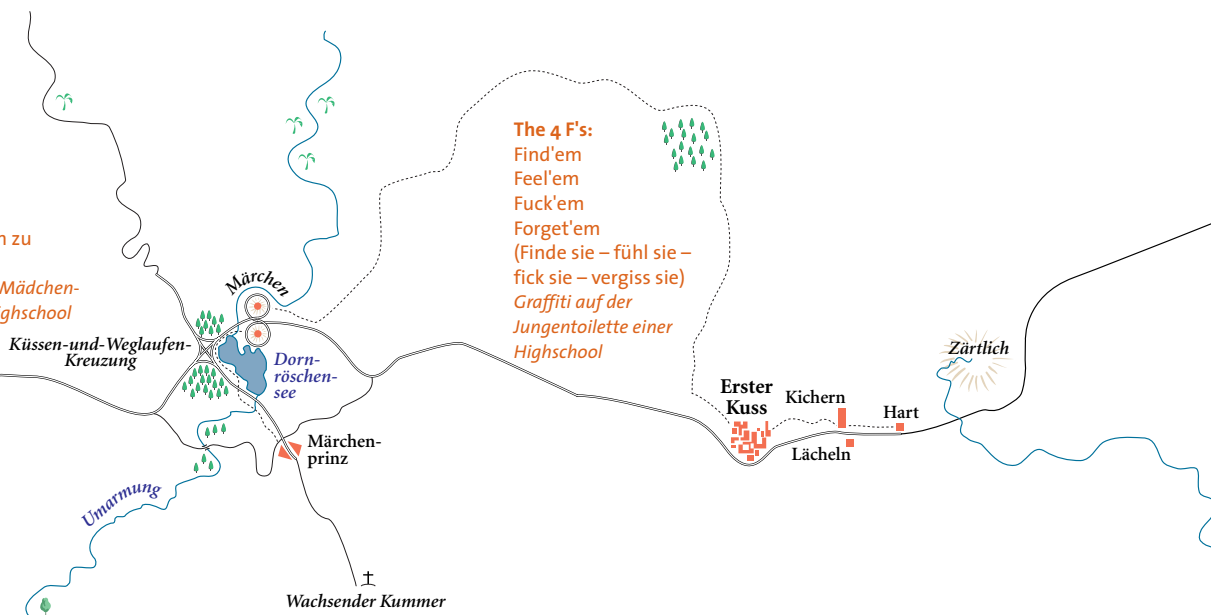 The 4 F's:
Find'em
Feel'em
Fuck'em
Forget'em
(Finde sie – fühl sie –
fick sie – vergiss sie)
Graffiti auf der
Jungentoilette einer
Highschool
zu
Mädchen-
Märchen
Küssen-und-Weglaufen-
Kreuzung
Dorn-
röschen-
see
Märchen-
prinz
Umarmung
Wachsender Kummer
Erster
Kuss
Kichern
Lächeln
Hart
Zärtlich